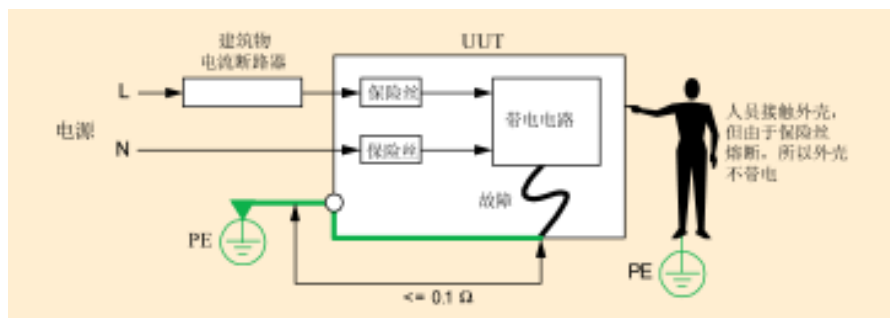 建筑物
电流断路器
UUT
L
保险丝
带电电路
电源
N
保险丝
人员接触外壳，
但由于保险丝
熔断，所以外壳
不带电
故障
PE
PE
<= 0.1 Ω